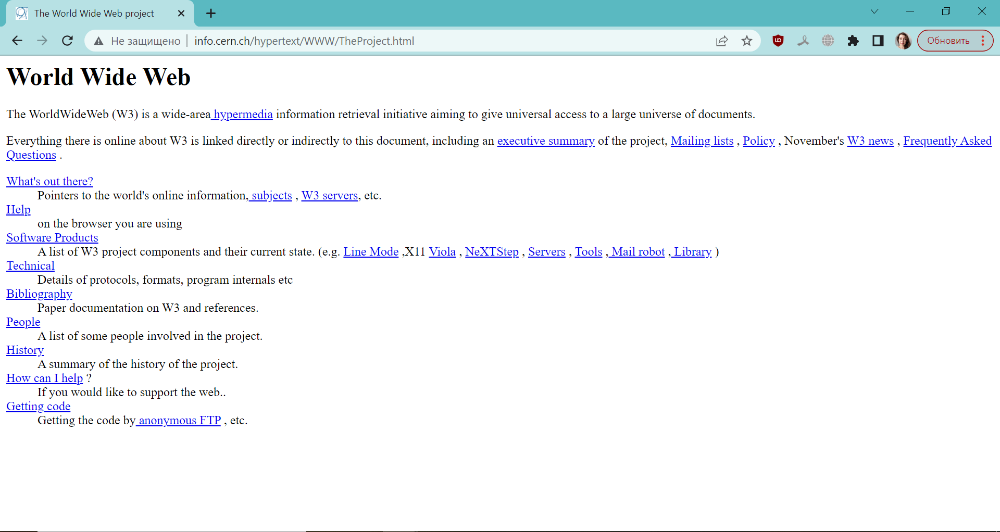 The World Wide Web project
Не защищено | info.cern.ch/hypertext/WWW/TheProject.html
Обновить
World Wide Web
The WorldWideWeb (W3) is a wide-area hypermedia information retrieval initiative aiming to give universal access to a large universe of documents.
Everything there is online about W3 is linked directly or indirectly to this document, including an executive summary of the project, Mailing lists , Policy , November's W3 news , Frequently Asked
Questions .
What's out there?
Pointers to the world's online information, subjects , W3 servers, etc.
Help
on the browser you are using
Software Products
A list of W3 project components and their current state. (e.g. Line Mode ,X11 Viola , NeXTStep , Servers , Tools , Mail robot , Library )
Technical
Details of protocols, formats, program internals etc
Bibliography
Paper documentation on W3 and references.
People
A list of some people involved in the project.
History
A summary of the history of the project.
How can I help ?
If you would like to support the web..
Getting code
Getting the code by anonymous FTP , etc.